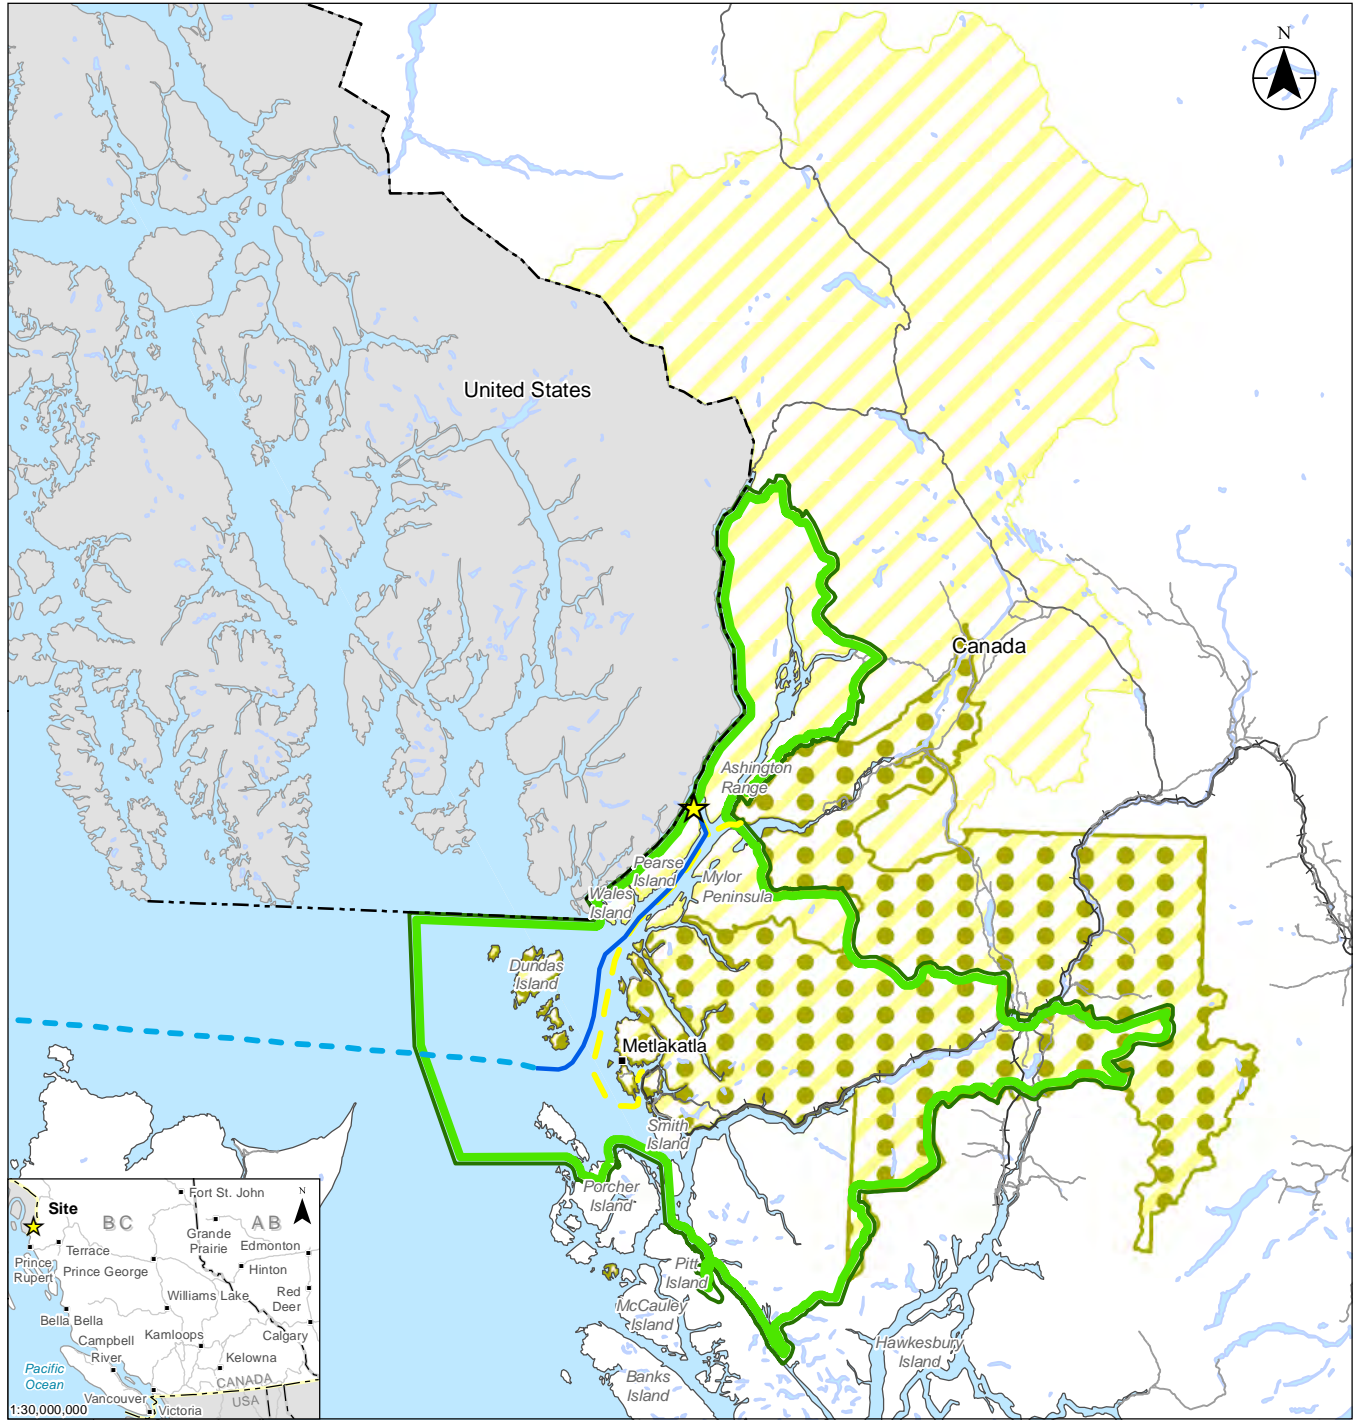 N
United States
Canada
Ashington
Range
Pearse
Island
Mylor
Peninsula
Wales
Island
Dundas
Island
Metlakatla
Smith
Island
Porcher
Island
Pitt
Island
McCauley
Island
Banks
Island
Hawkesbury
Island
N
Site
Fort St. John
BC
AB
Grande
Prairie
Edmonton
Terrace
Prince
Rupert
Prince George
Hinton
Williams Lake
Red
Deer
Bella Bella
Campbell
River
Kamloops
Calgary
Kelowna
Pacific
Ocean
CANADA
USA
Vancouver
Victoria
1:30,000,000